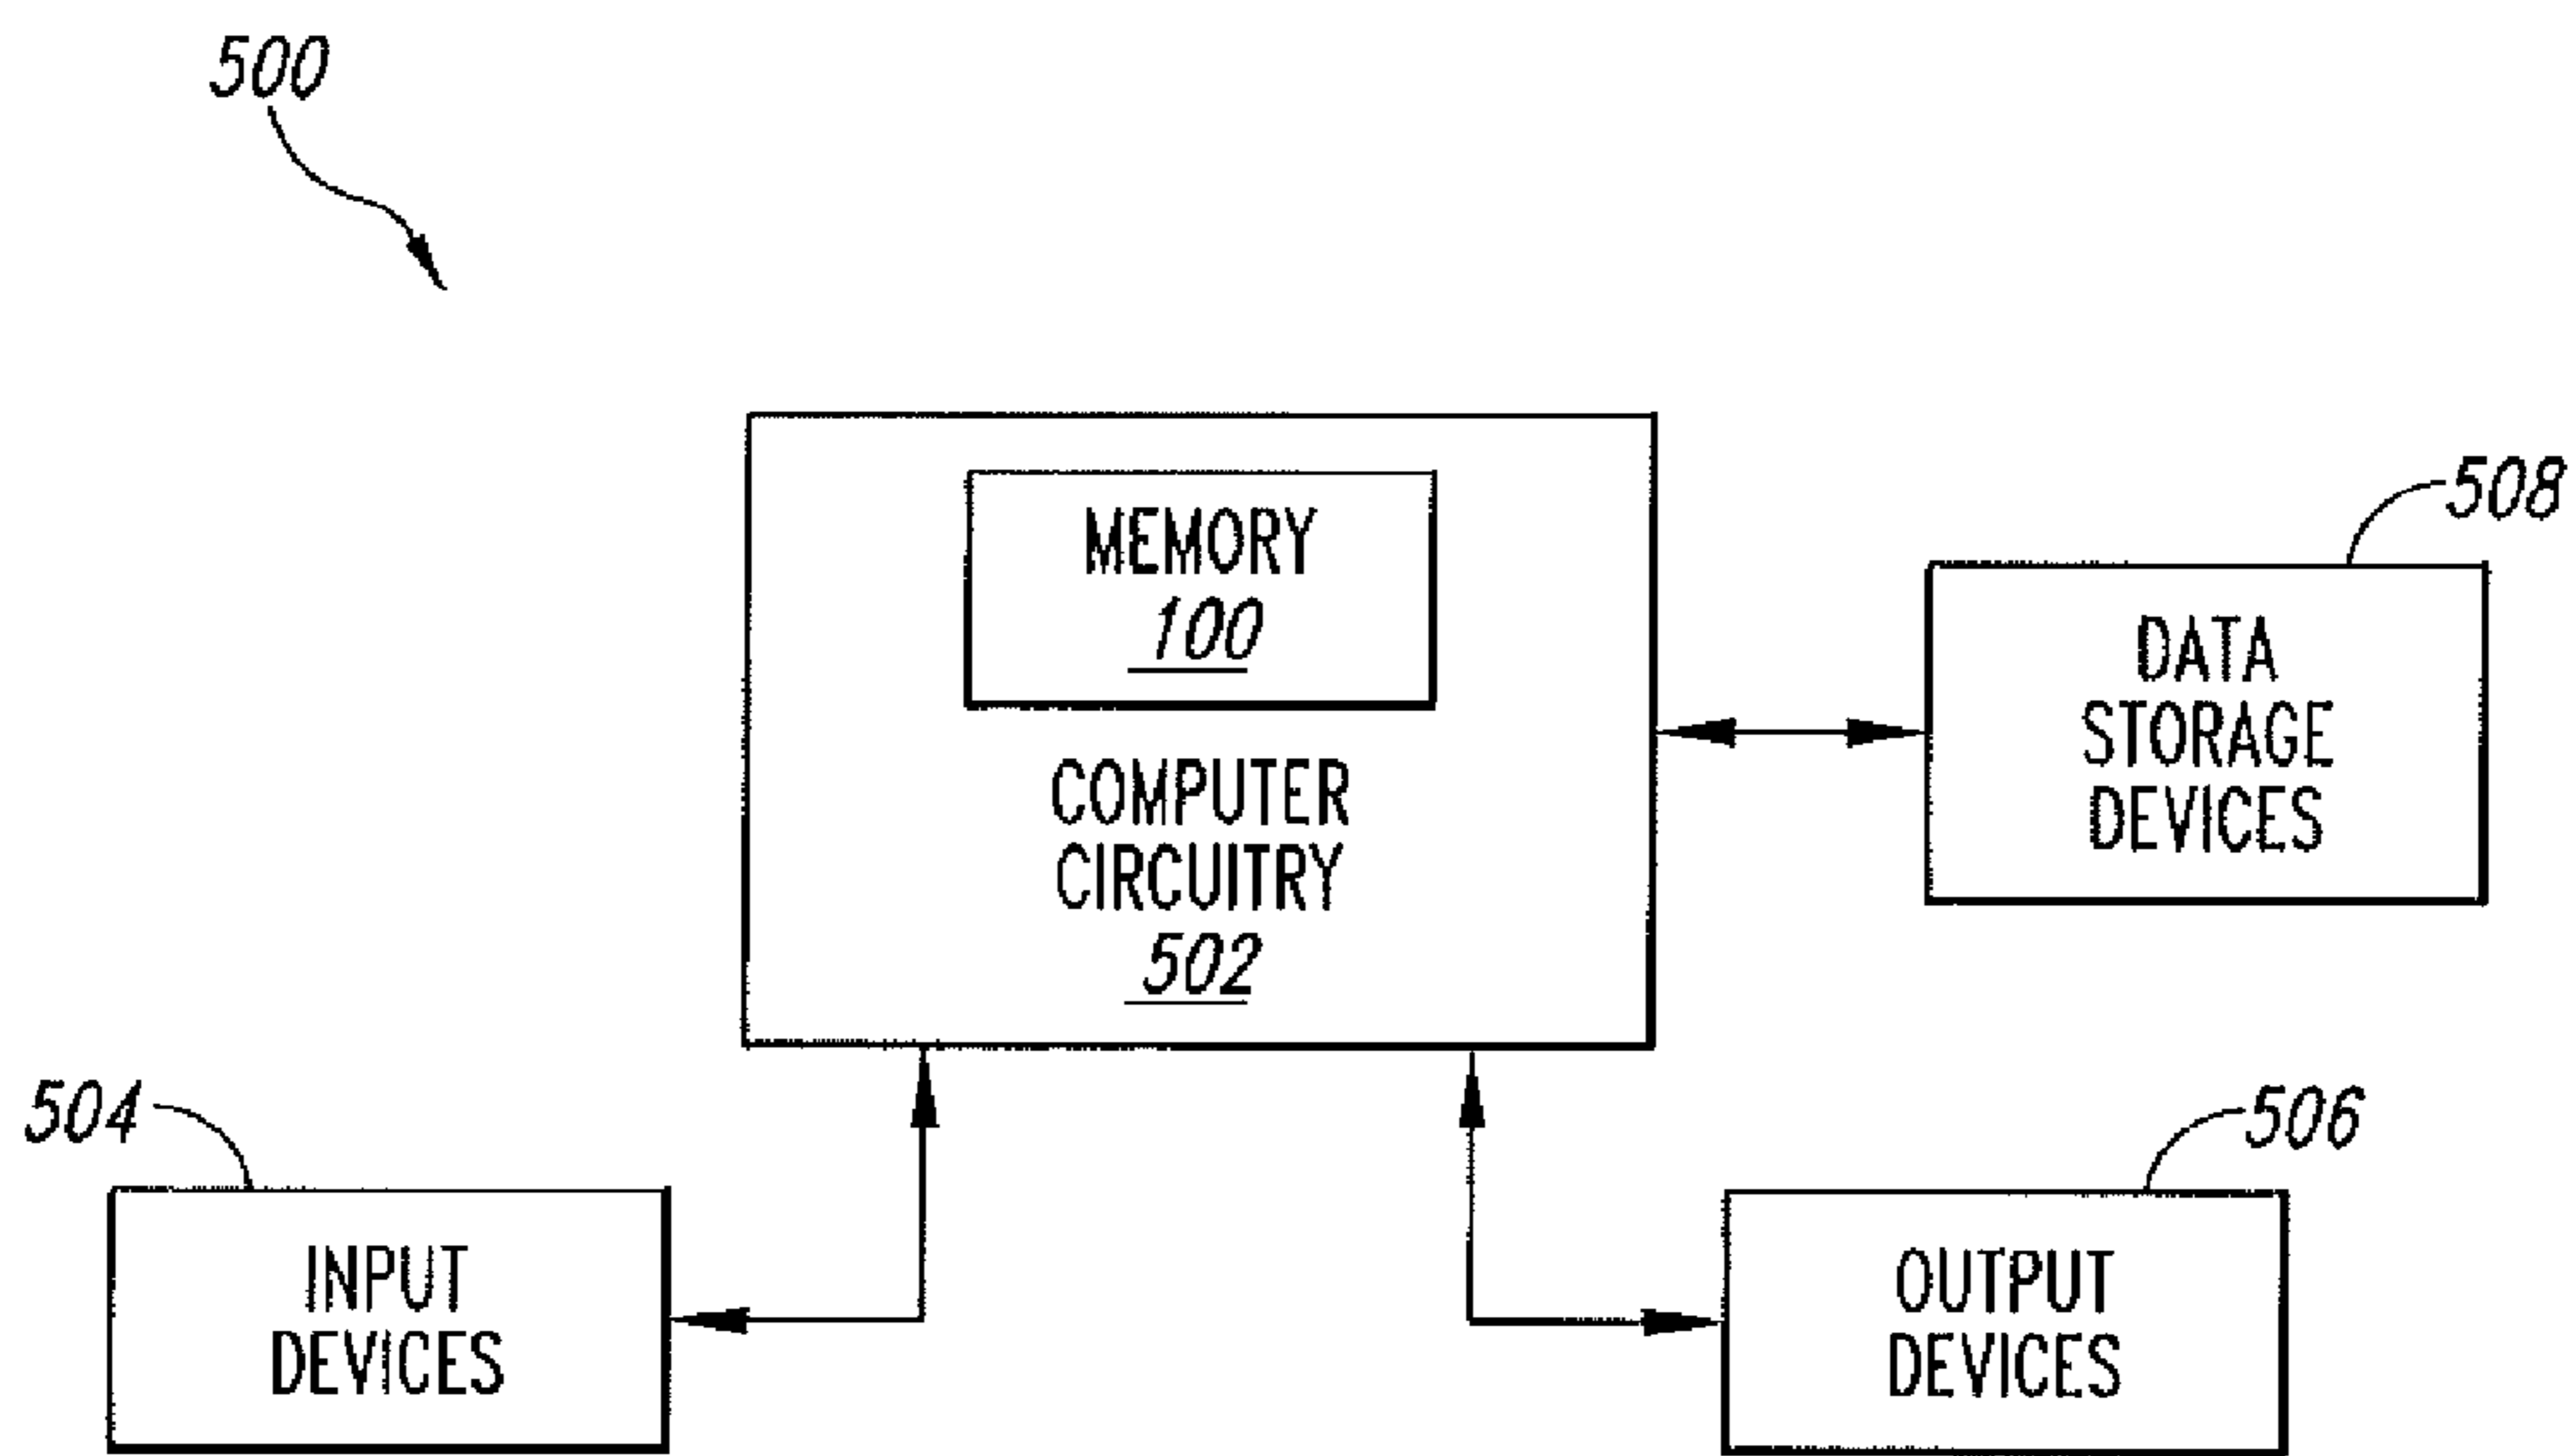 500
MEMORY
100
COMPUTER
CIRCUITRY
502
508
DATA
STORAGE
DEVICES
504
INPUT
DEVICES
506
OUTPUT
DEVICES